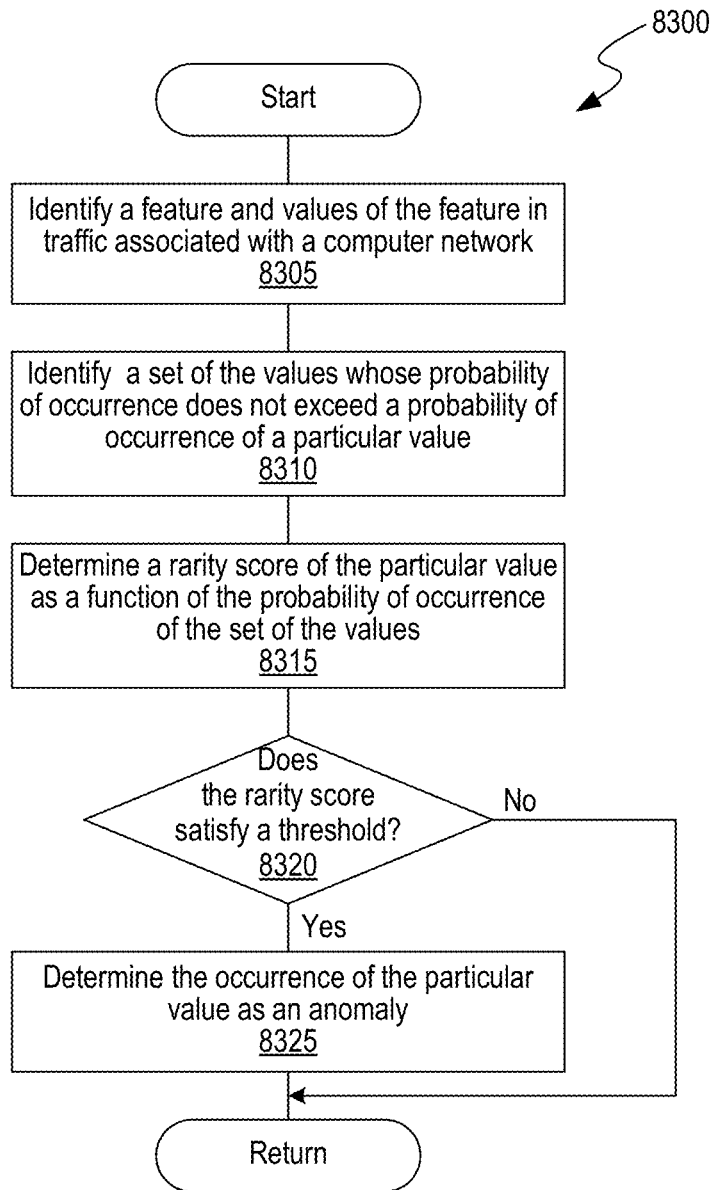 8300
Start
Identify a feature and values of the feature in
traffic associated with a computer network
8305
Identify a set of the values whose probability
of occurrence does not exceed a probability of
occurrence of a particular value
8310
Determine a rarity score of the particular value
as a function of the probability of occurrence
of the set of the values
8315
Does
the rarity score
satisfy a threshold?
8320
No
Yes
Determine the occurrence of the particular
value as an anomaly
8325
Return